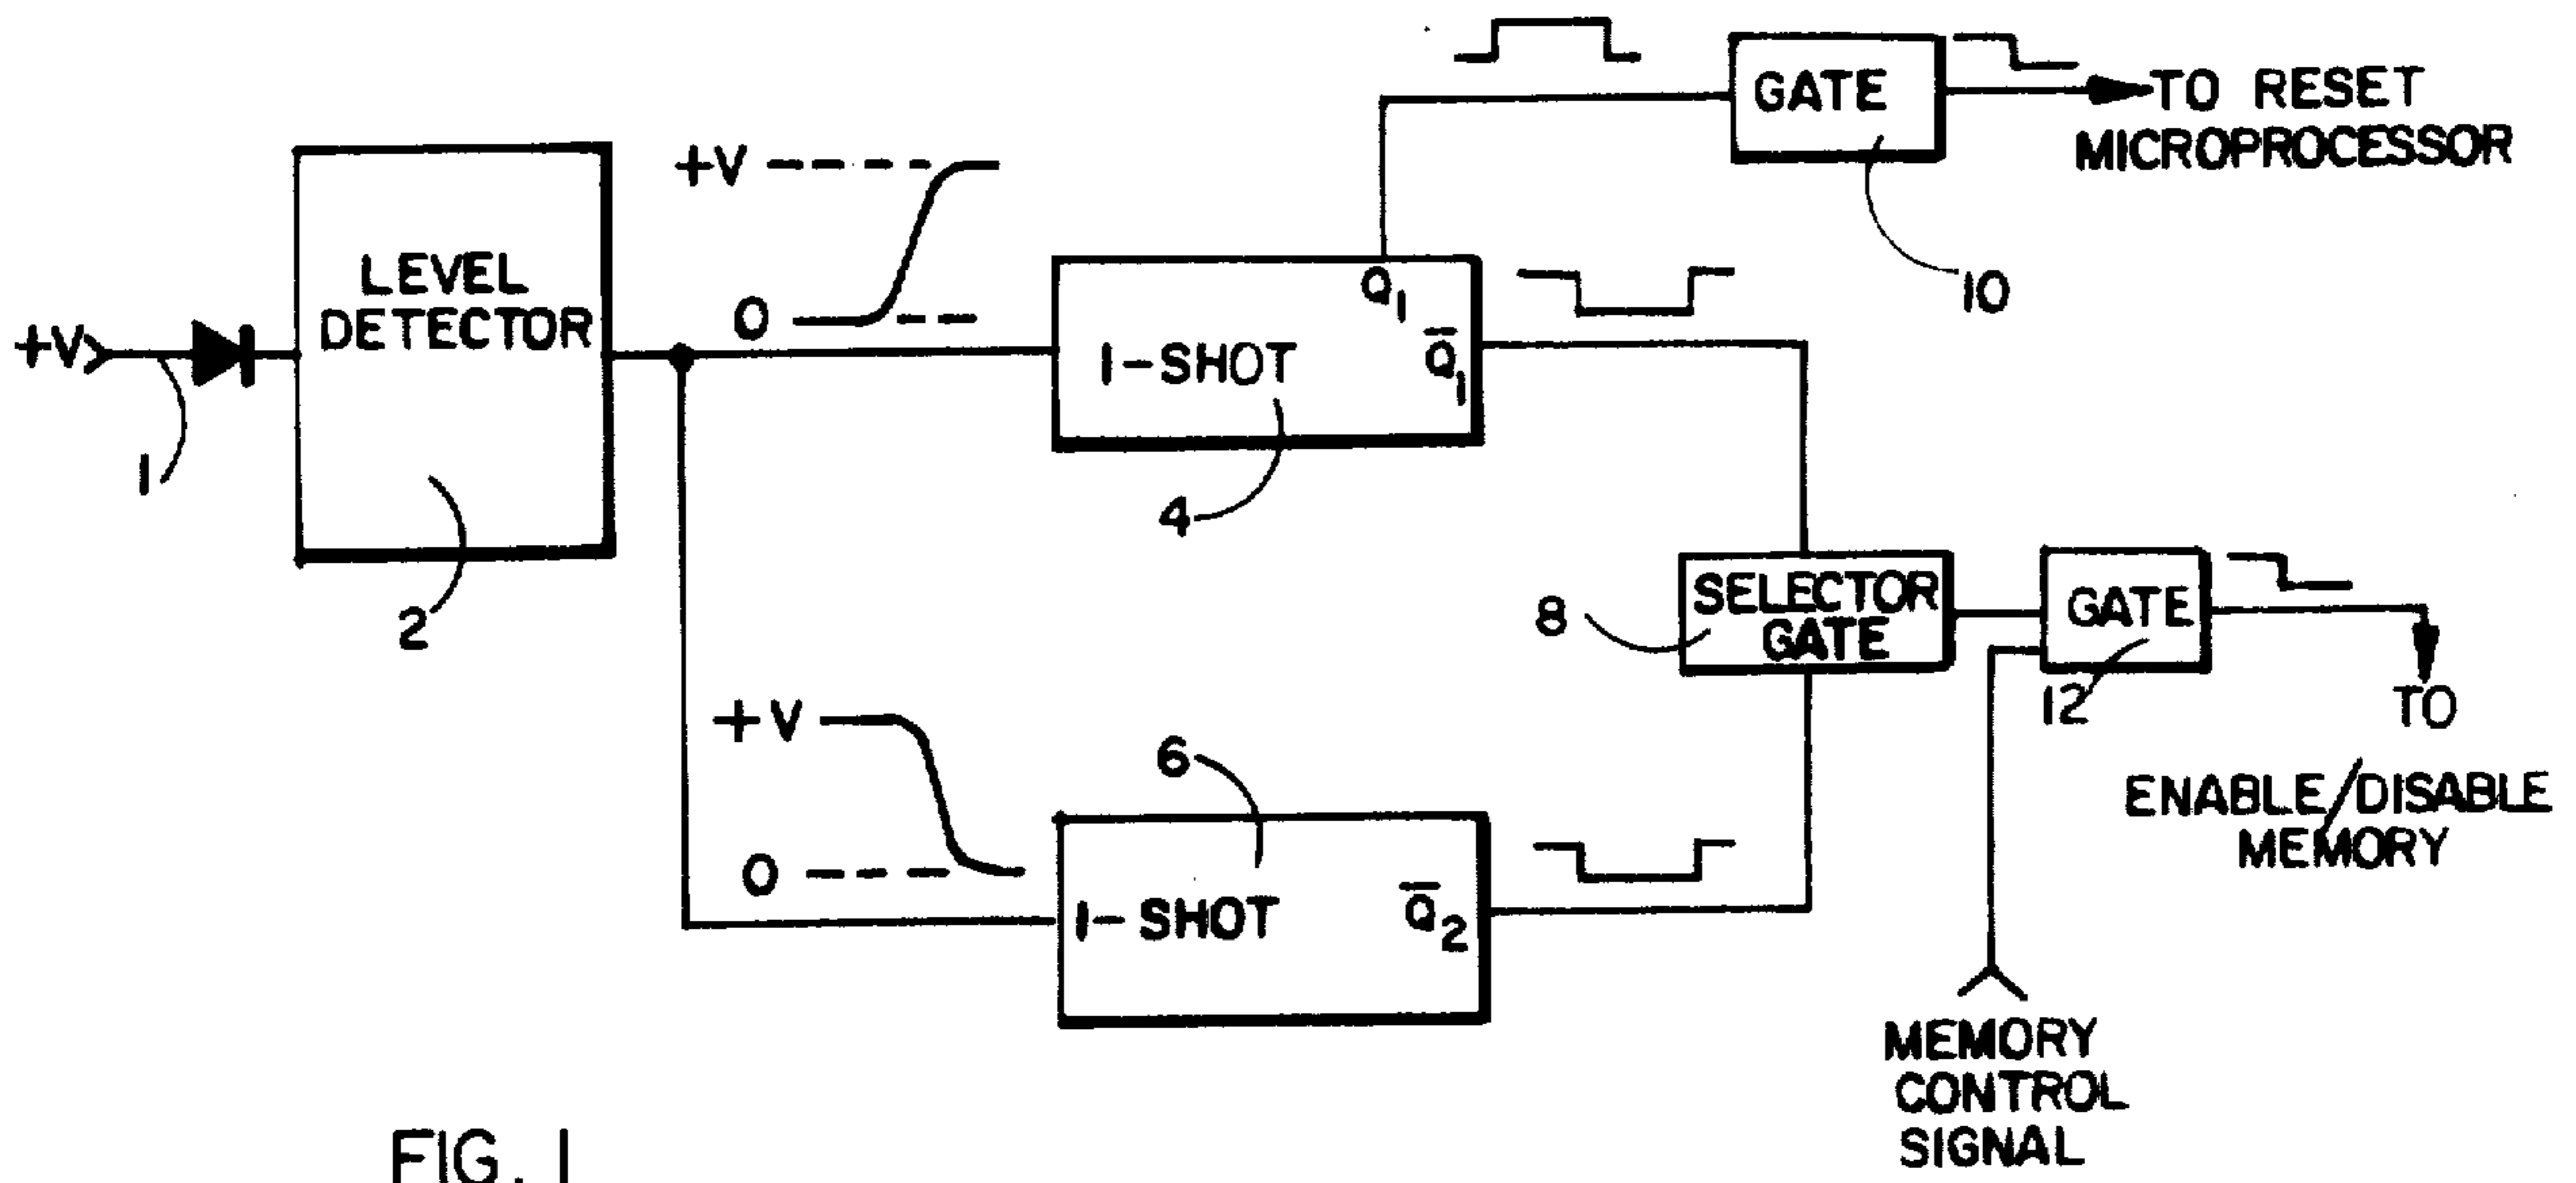 GATE
TO RESET
MICROPROCESSOR
10
+V
LEVEL
DETECTOR
+V
0
1
2
Q1
1-SHOT
Q̅1
4
SELECTOR
GATE
8
GATE
12
TO
ENABLE/DISABLE
MEMORY
+V
0
6
1-SHOT
Q̅2
MEMORY
CONTROL
SIGNAL
FIG. 1